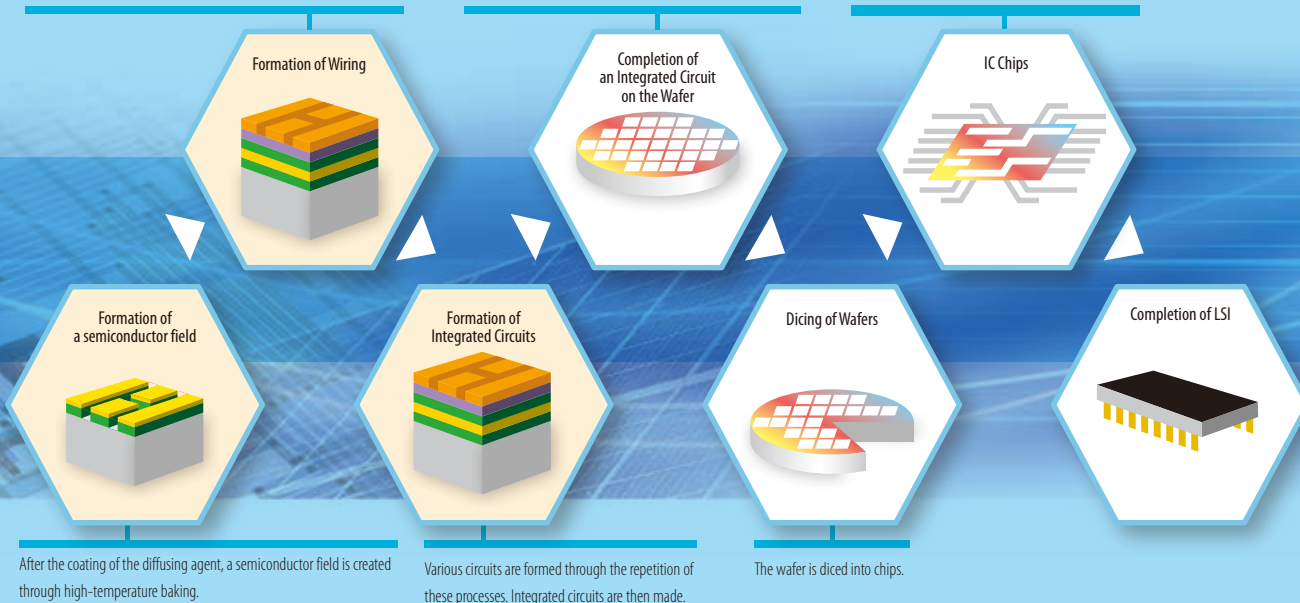 Formation of Wiring
Completion of
an Integrated Circuit
on the Wafer
IC Chips
Formation of
a semiconductor field
Formation of
Integrated Circuits
Dicing of Wafers
Completion of LSI
After the coating of the diffusing agent, a semiconductor field is created
through high-temperature baking.
Various circuits are formed through the repetition of
these processes. Integrated circuits are then made.
The wafer is diced into chips.